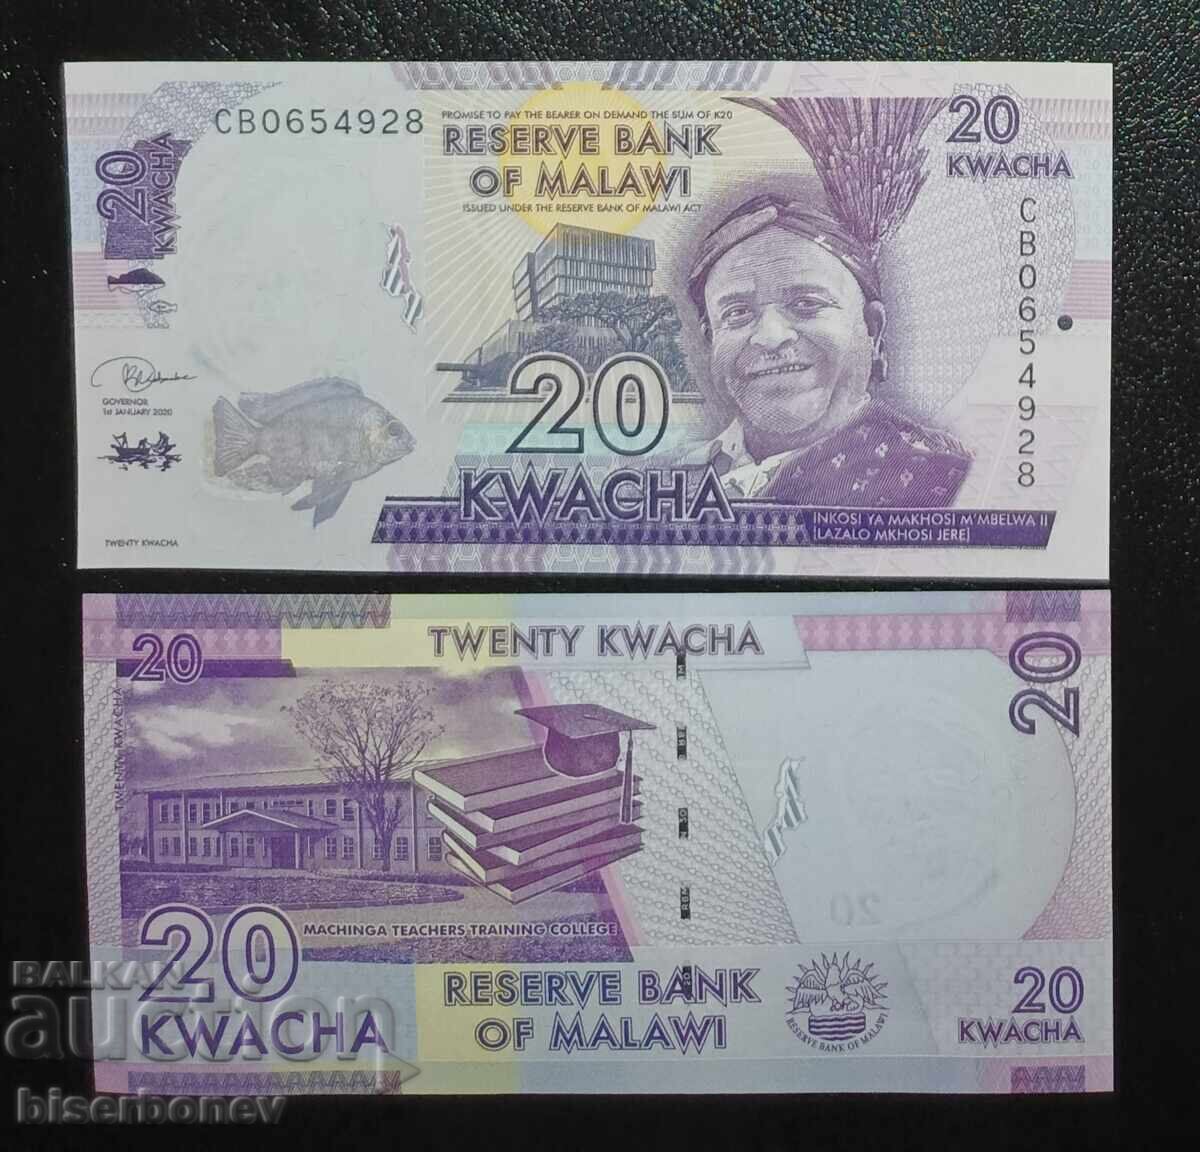 CB0654928
PROMISE TO PAY THE BEARER ON DEMAND THE SUM OF K20
RESERVE BANK
OF MALAWI
ISSUED UNDER THE RESERVE BANK OF MALAWI ACT
20
KWACHA
20
KWACHA
CB0654928
GOVERNOR
1st JANUARY 2020
20
KWACHA
TWENTY KWACHA
INKOSI YA MAKHOSI M'MBELWA II
[LAZALO MKHOSI JERE]
20
TWENTY KWACHA
20
TWENTY KWACHA
MACHINGA TEACHERS TRAINING COLLEGE
20
KWACHA
RESERVE BANK
OF MALAWI
RESERVE BANK OF MALAWI
20
KWACHA
20
BALKAN
auction
biserbonev